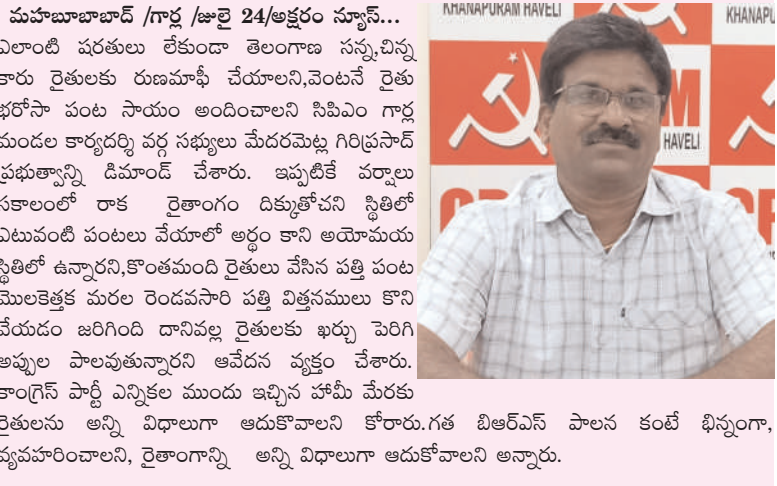 మహబూబాబాద్ /గార్ల /జులై 24/అక్షరం న్యూస్...
ఎలాంటి షరతులు లేకుండా తెలంగాణ సన్న,చిన్న
కారు రైతులకు రుణమాఫీ చేయాలని,వెంటనే రైతు
భరోసా పంట సాయం అందించాలని సిపిఎం గార్ల
మండల కార్యదర్శి వర్గ సభ్యులు మేదరమెట్ల గిరిప్రసాద్
ప్రభుత్వాన్ని డిమాండ్ చేశారు. ఇప్పటికే వర్షాలు
సకాలంలో రాక రైతాంగం దిక్కుతోచని స్థితిలో
ఎటువంటి పంటలు వేయాలో అర్థం కాని అయోమయ
స్థితిలో ఉన్నారని,కొంతమంది రైతులు వేసిన పత్తి పంట
మొలకెత్తక మరల రెండవసారి పత్తి విత్తనములు కొని
వేయడం జరిగింది దానివల్ల రైతులకు ఖర్చు పెరిగి
అప్పుల పాలవుతున్నారని ఆవేదన వ్యక్తం చేశారు.
కాంగ్రెస్ పార్టీ ఎన్నికల ముందు ఇచ్చిన హామీ మేరకు
రైతులను అన్ని విధాలుగా ఆదుకొవాలని కోరారు.గత బిఆర్ఎస్ పాలన కంటే భిన్నంగా,
వ్యవహరించాలని, రైతాంగాన్ని అన్ని విధాలుగా ఆదుకోవాలని అన్నారు.
KHANAPURAM HAVELI
KHANAPURAM HAVELI
M
HAVELI